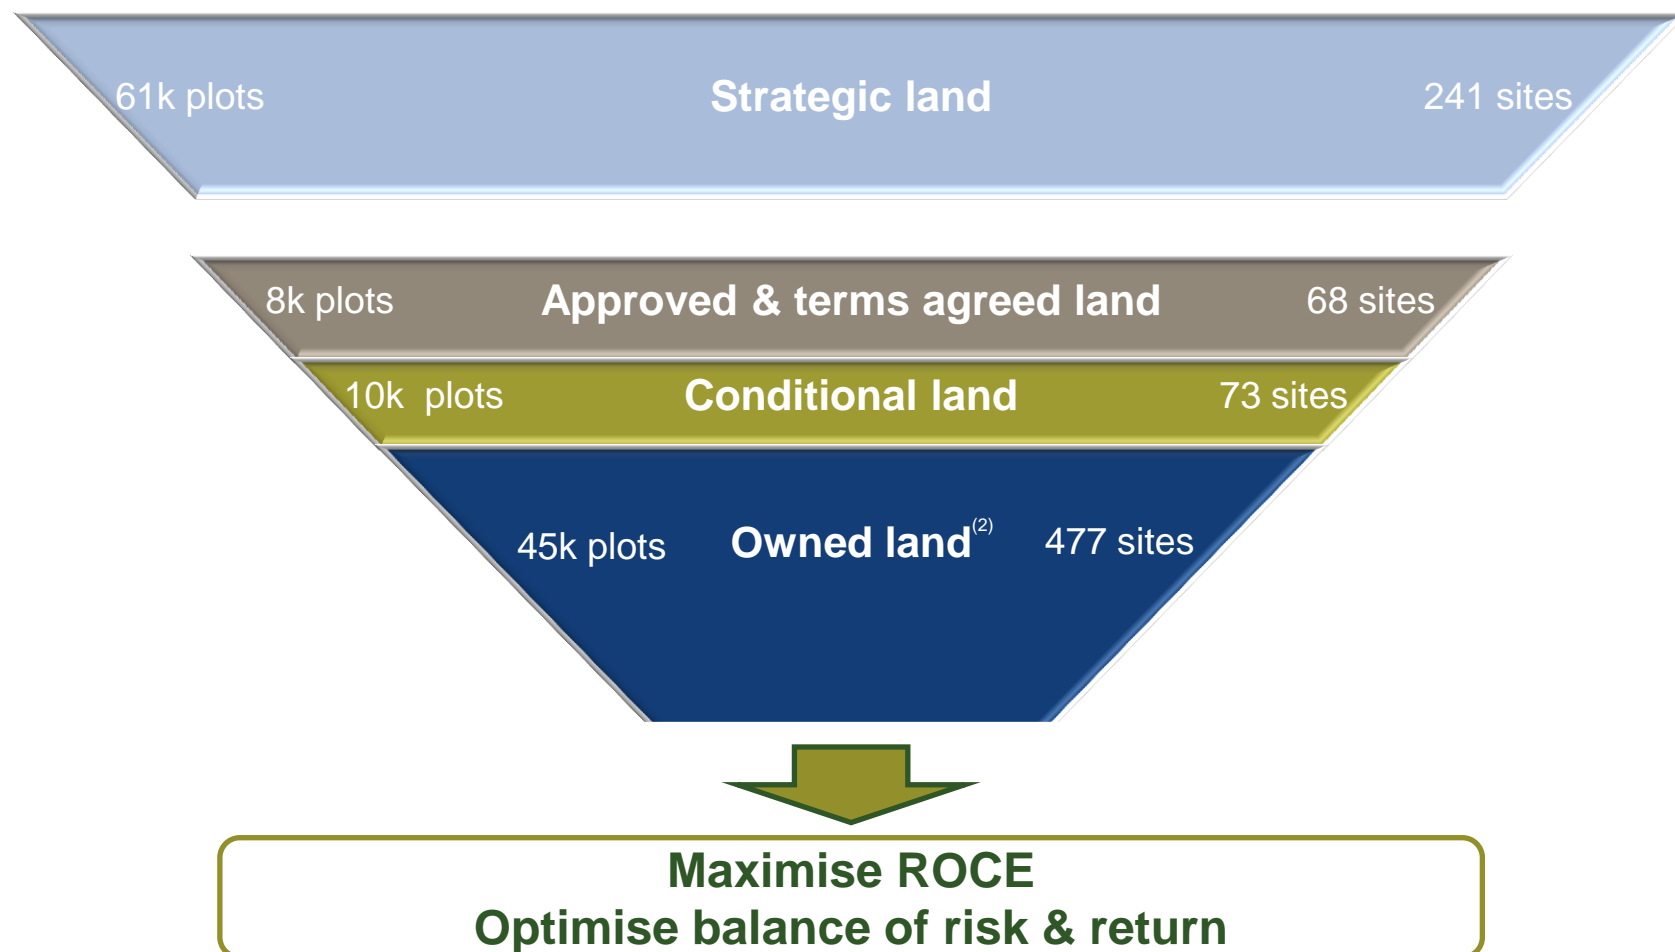 61k plots Strategic land 241 sites
8k plots Approved & terms agreed land 68 sites
10k plots Conditional land 73 sites
45k plots Owned land(2) 477 sites
Maximise ROCE
Optimise balance of risk & return